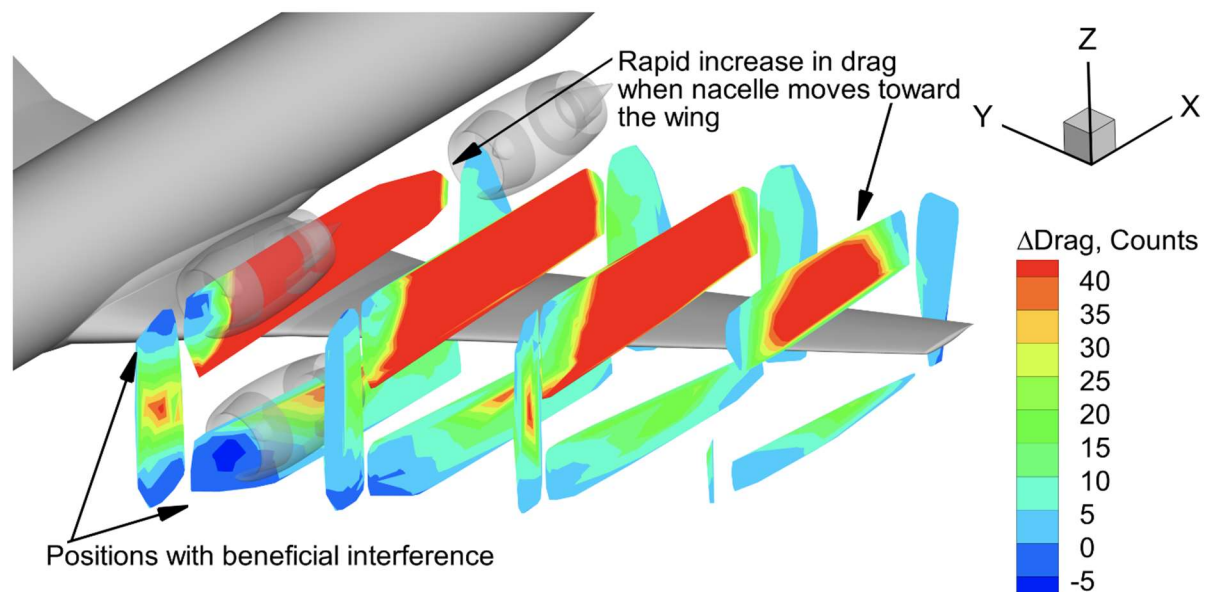 Rapid increase in drag
when nacelle moves toward
the wing
Z
Y
X
ΔDrag, Counts
40
35
30
25
20
15
10
5
0
-5
Positions with beneficial interference